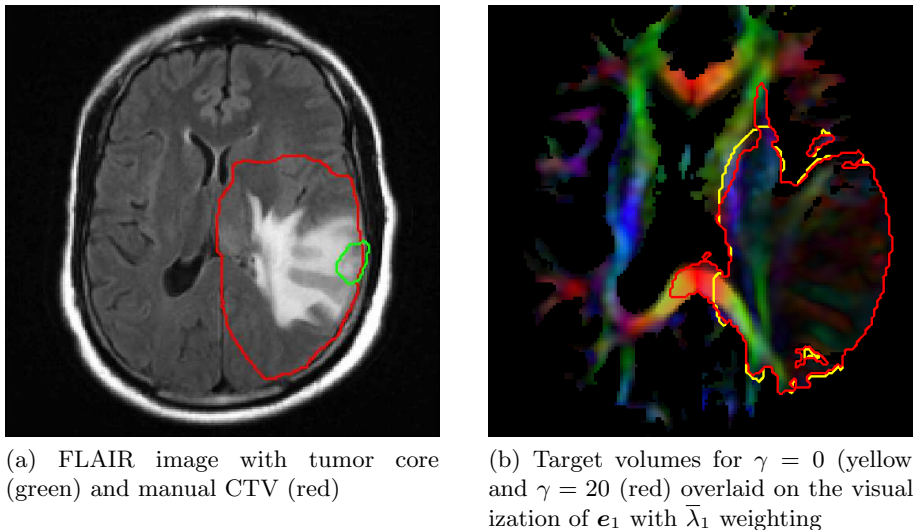 (a) FLAIR image with tumor core
(green) and manual CTV (red)
(b) Target volumes for γ = 0 (yellow
and γ = 20 (red) overlaid on the visual
ization of e₁ with λ̅₁ weighting